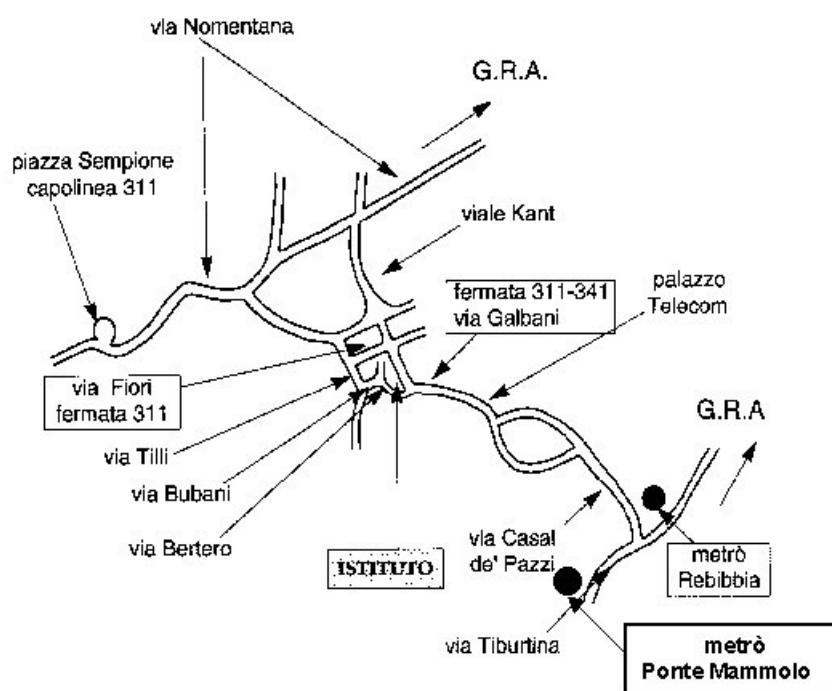 via Nomentana
G.R.A.
piazza Sempione
capolinea 311
viale Kant
fermata 311-341
via Galbani
palazzo
Telecom
via Fiori
fermata 311
G.R.A
via Tilli
via Bubani
via Bertero
ISTITUTO
via Casal
de' Pazzi
metrò
Rebibbia
via Tiburtina
metrò
Ponte Mammolo